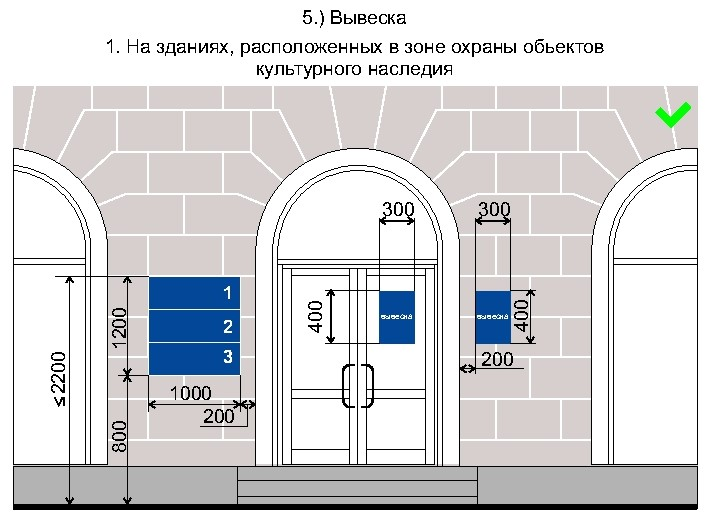 5.) Вывеска
1. На зданиях, расположенных в зоне охраны обьектов
культурного наследия
300
300
1
2
3
1200
≤2200
400
вывеска
вывеска
400
200
1000
200
800